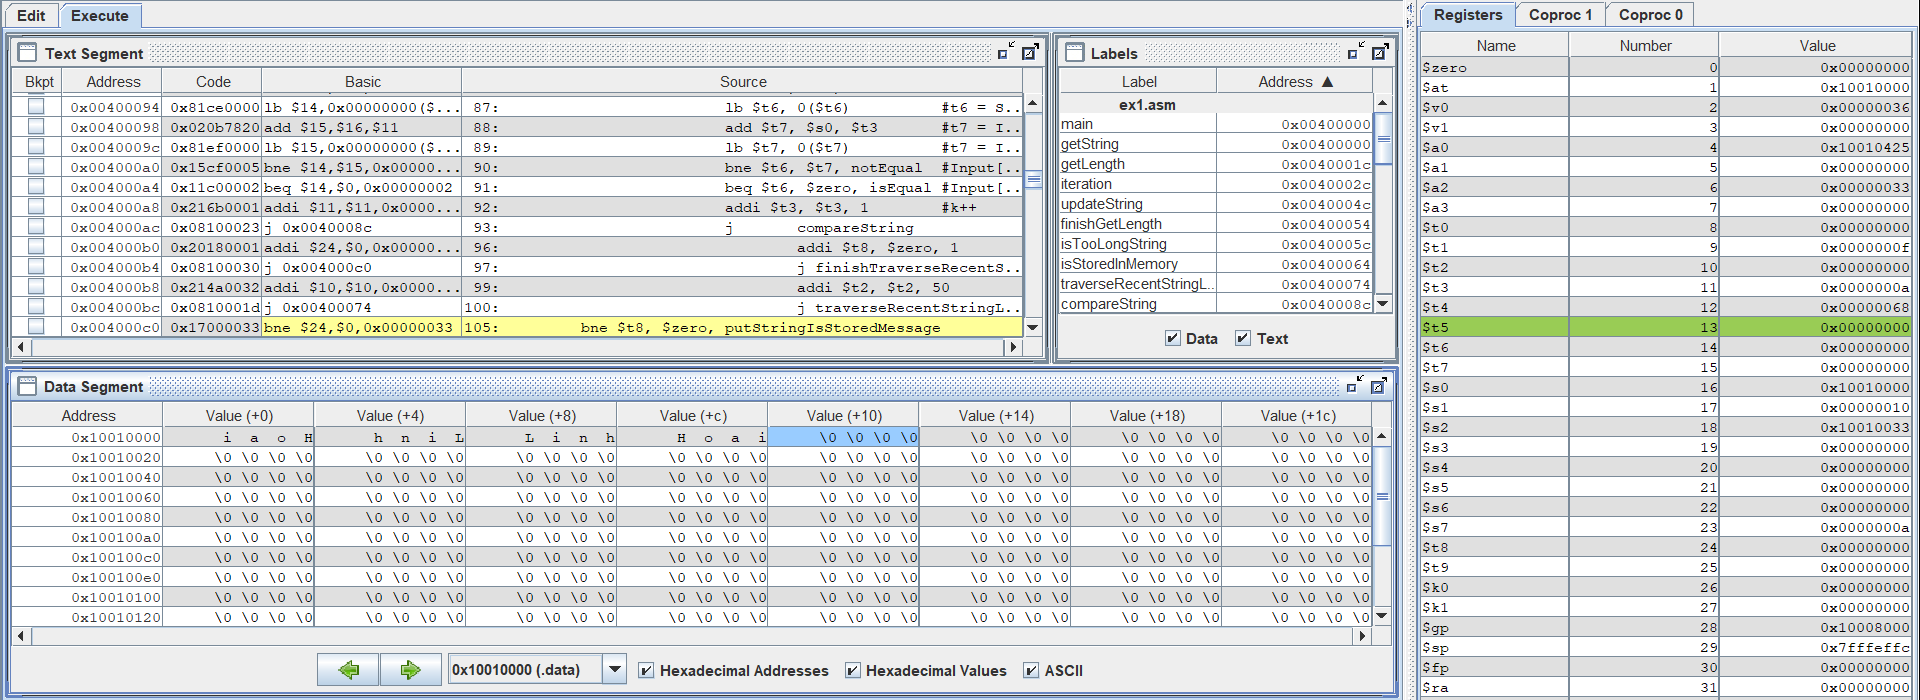 Edit Execute
Text Segment
Bkpt Address Code Basic Source
0x00400094 0x81ce0000 lb $14,0x00000000($... 87: lb $t6, 0($t6) #t6 = S...
0x00400098 0x020b7820 add $15,$16,$11 88: add $t7, $s0, $t3 #t7 = I...
0x0040009c 0x81ef0000 lb $15,0x00000000($... 89: lb $t7, 0($t7) #t7 = I...
0x004000a0 0x15cf0005 bne $14,$15,0x00000... 90: bne $t6, $t7, notEqual #Input[...
0x004000a4 0x11c00002 beq $14,$0,0x00000002 91: beq $t6, $zero, isEqual #Input[...
0x004000a8 0x216b0001 addi $11,$11,0x0000... 92: addi $t3, $t3, 1 #k++
0x004000ac 0x08100023 j 0x0040008c 93: j compareString
0x004000b0 0x20180001 addi $24,$0,0x00000... 96: addi $t8, $zero, 1
0x004000b4 0x08100030 j 0x004000c0 97: j finishTraverseRecentS...
0x004000b8 0x214a0032 addi $10,$10,0x0000... 99: addi $t2, $t2, 50
0x004000bc 0x0810001d j 0x00400074 100: j traverseRecentStringL...
0x004000c0 0x17000033 bne $24,$0,0x00000033 105: bne $t8, $zero, putStringIsStoredMessage
Labels
Label Address ▲
ex1.asm
main 0x00400000
getString 0x00400000
getLength 0x0040001c
iteration 0x0040002c
updateString 0x0040004c
finishGetLength 0x00400054
isTooLongString 0x0040005c
isStoredInMemory 0x00400064
traverseRecentStringL... 0x00400074
compareString 0x0040008c
Data Text
Data Segment
Address Value (+0) Value (+4) Value (+8) Value (+c) Value (+10) Value (+14) Value (+18) Value (+1c)
0x10010000 i a o H h n i L L i n h H o a i \0 \0 \0 \0 \0 \0 \0 \0 \0 \0 \0 \0 \0 \0 \0 \0
0x10010020 \0 \0 \0 \0 \0 \0 \0 \0 \0 \0 \0 \0 \0 \0 \0 \0 \0 \0 \0 \0 \0 \0 \0 \0 \0 \0 \0 \0 \0 \0 \0 \0
0x10010040 \0 \0 \0 \0 \0 \0 \0 \0 \0 \0 \0 \0 \0 \0 \0 \0 \0 \0 \0 \0 \0 \0 \0 \0 \0 \0 \0 \0 \0 \0 \0 \0
0x10010060 \0 \0 \0 \0 \0 \0 \0 \0 \0 \0 \0 \0 \0 \0 \0 \0 \0 \0 \0 \0 \0 \0 \0 \0 \0 \0 \0 \0 \0 \0 \0 \0
0x10010080 \0 \0 \0 \0 \0 \0 \0 \0 \0 \0 \0 \0 \0 \0 \0 \0 \0 \0 \0 \0 \0 \0 \0 \0 \0 \0 \0 \0 \0 \0 \0 \0
0x100100a0 \0 \0 \0 \0 \0 \0 \0 \0 \0 \0 \0 \0 \0 \0 \0 \0 \0 \0 \0 \0 \0 \0 \0 \0 \0 \0 \0 \0 \0 \0 \0 \0
0x100100c0 \0 \0 \0 \0 \0 \0 \0 \0 \0 \0 \0 \0 \0 \0 \0 \0 \0 \0 \0 \0 \0 \0 \0 \0 \0 \0 \0 \0 \0 \0 \0 \0
0x100100e0 \0 \0 \0 \0 \0 \0 \0 \0 \0 \0 \0 \0 \0 \0 \0 \0 \0 \0 \0 \0 \0 \0 \0 \0 \0 \0 \0 \0 \0 \0 \0 \0
0x10010100 \0 \0 \0 \0 \0 \0 \0 \0 \0 \0 \0 \0 \0 \0 \0 \0 \0 \0 \0 \0 \0 \0 \0 \0 \0 \0 \0 \0 \0 \0 \0 \0
0x10010120 \0 \0 \0 \0 \0 \0 \0 \0 \0 \0 \0 \0 \0 \0 \0 \0 \0 \0 \0 \0 \0 \0 \0 \0 \0 \0 \0 \0 \0 \0 \0 \0
0x10010000 (.data) Hexadecimal Addresses Hexadecimal Values ASCII
Registers Coproc 1 Coproc 0
Name Number Value
$zero 0 0x00000000
$at 1 0x10010000
$v0 2 0x00000036
$v1 3 0x00000000
$a0 4 0x10010425
$a1 5 0x00000000
$a2 6 0x00000033
$a3 7 0x00000000
$t0 8 0x00000000
$t1 9 0x0000000f
$t2 10 0x00000000
$t3 11 0x0000000a
$t4 12 0x00000068
$t5 13 0x00000000
$t6 14 0x00000000
$t7 15 0x00000000
$s0 16 0x10010000
$s1 17 0x00000010
$s2 18 0x10010033
$s3 19 0x00000000
$s4 20 0x00000000
$s5 21 0x00000000
$s6 22 0x00000000
$s7 23 0x0000000a
$t8 24 0x00000000
$t9 25 0x00000000
$k0 26 0x00000000
$k1 27 0x00000000
$gp 28 0x10008000
$sp 29 0x7fffeffc
$fp 30 0x00000000
$ra 31 0x00000000